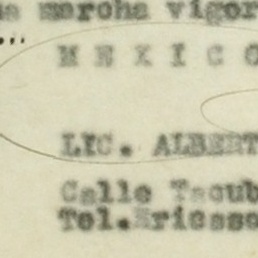 marcha vigor
...
M E X I C O
LIC. ALBERT
Calle Tacub
Tel. Ericsso